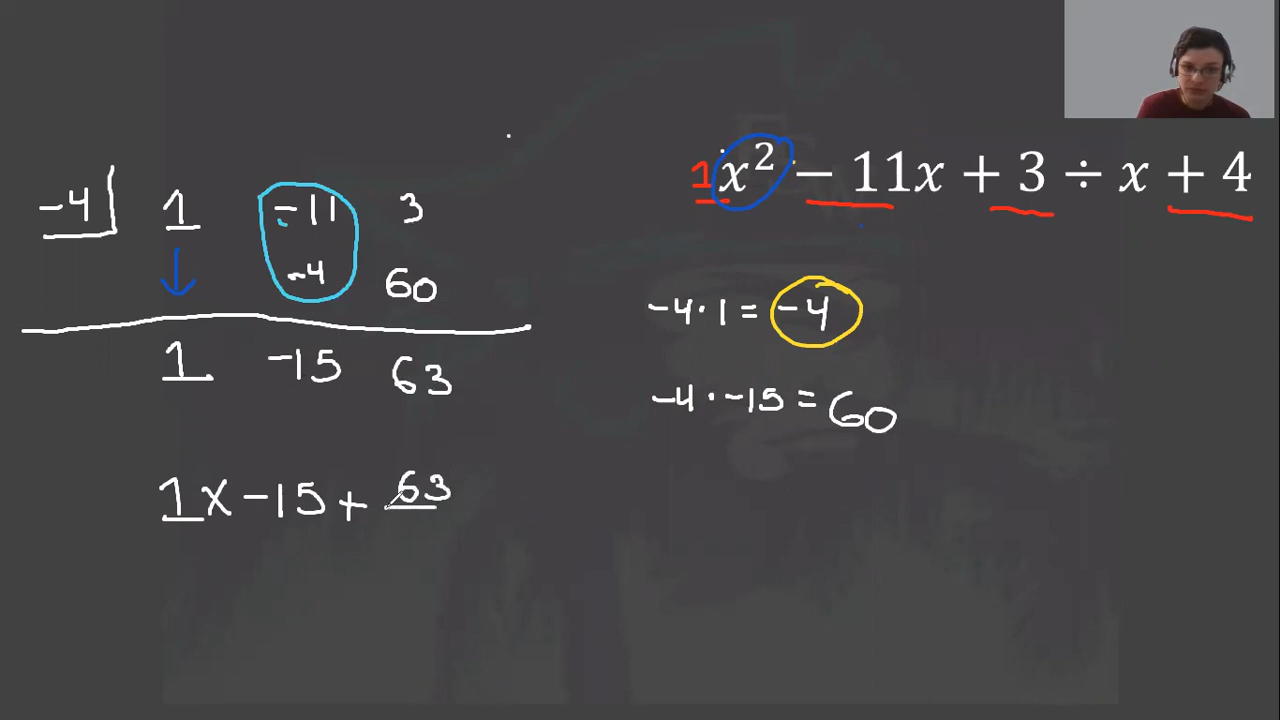 1x² − 11x + 3 ÷ x + 4
-4 1 -11 3
-4 60
1 -15 63
-4 · 1 = -4
-4 · -15 = 60
1x - 15 + 63